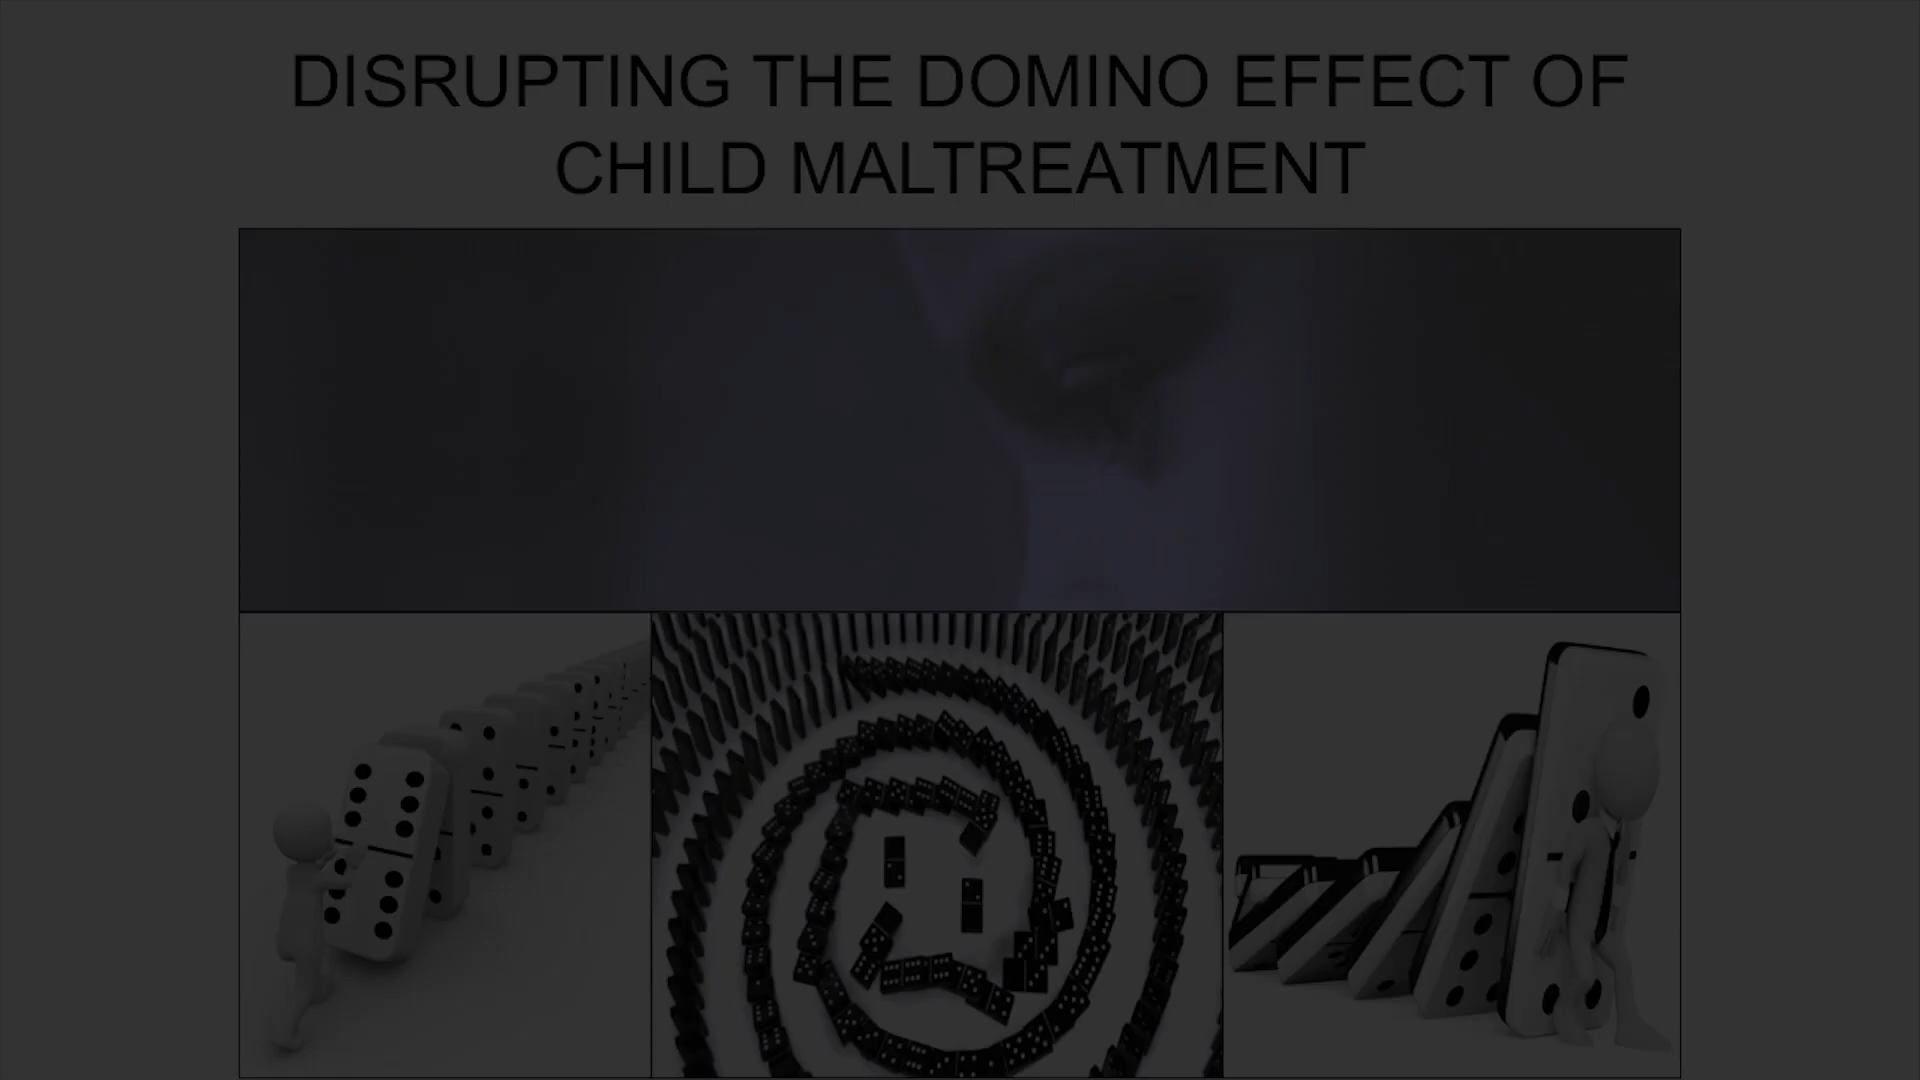 DISRUPTING THE DOMINO EFFECT OF
CHILD MALTREATMENT